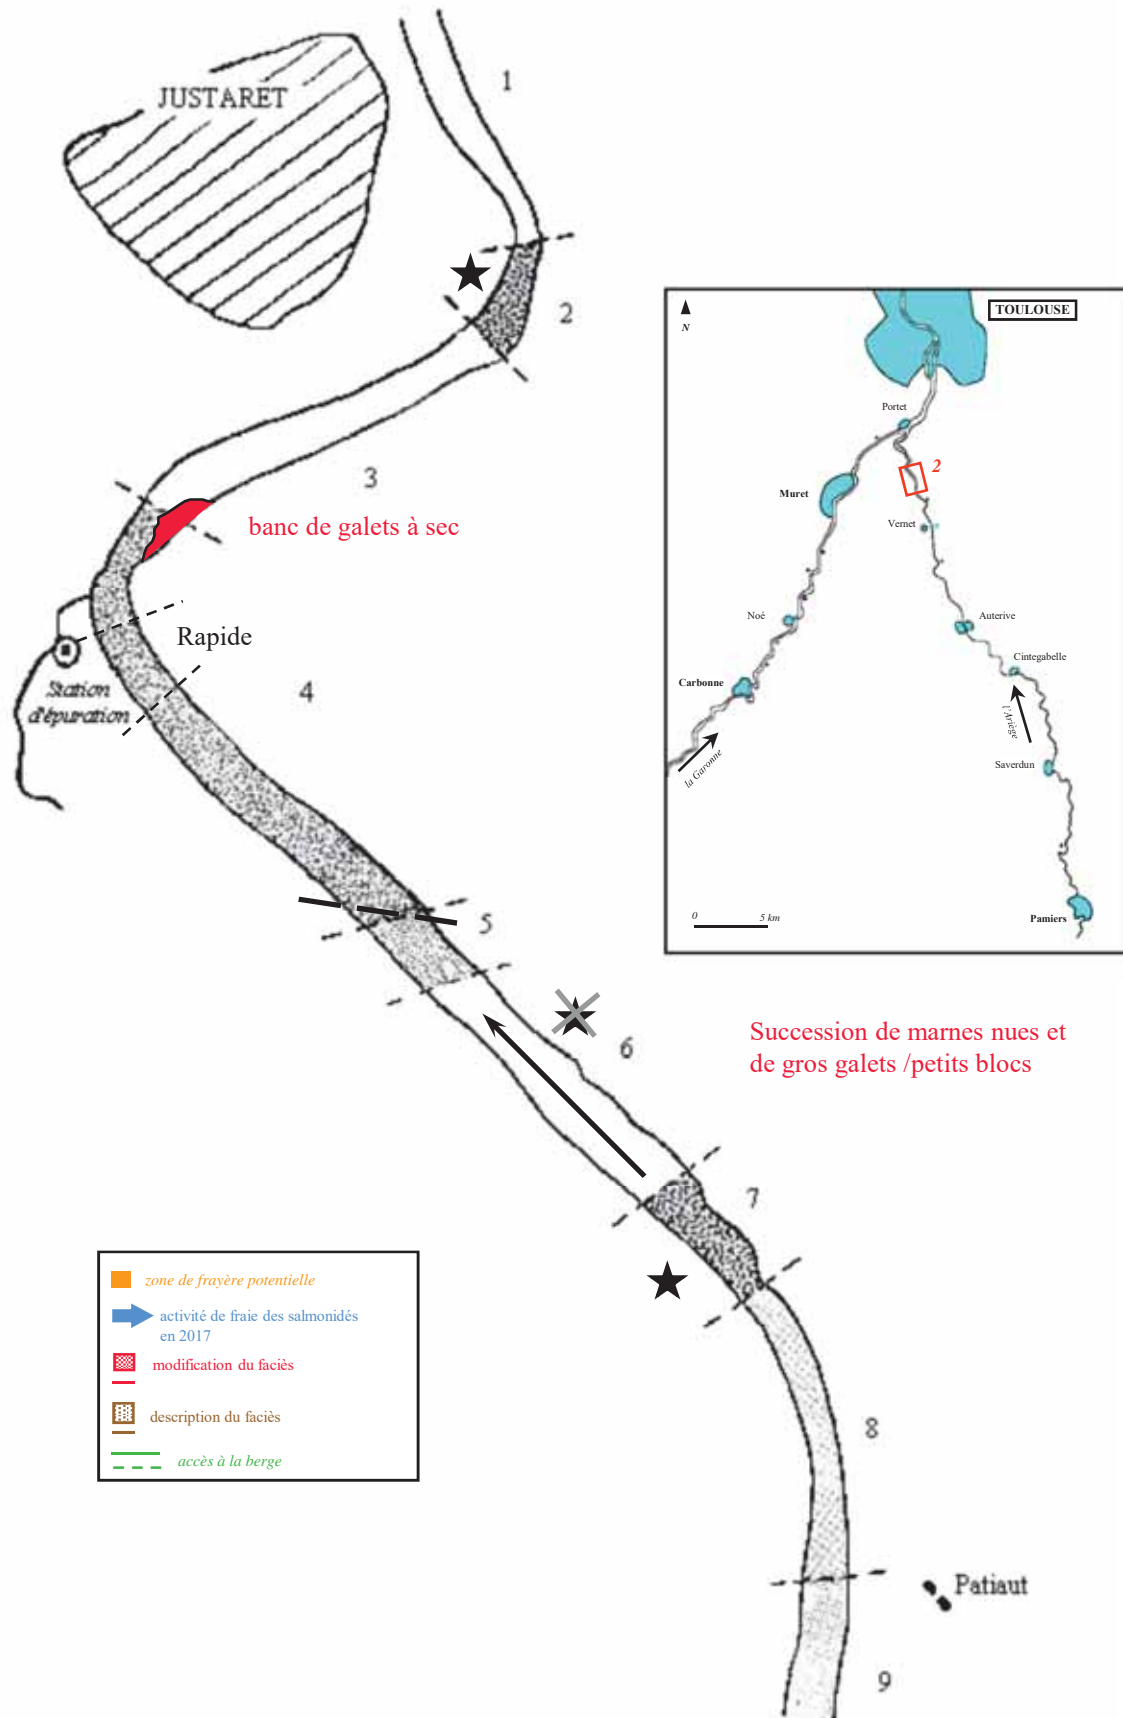 1
JUSTARET
2
TOULOUSE
N
Portet
2
Muret
Vernet
Noé
Auterive
Cintegabelle
Carbonne
l'Ariège
la Garonne
Saverdun
0 5 km
Pamiers
3
banc de galets à sec
Rapide
4
Station
d'épuration
5
6
Succession de marnes nues et
de gros galets /petits blocs
7
zone de frayère potentielle
activité de fraie des salmonidés
en 2017
modification du faciès
description du faciès
accès à la berge
8
Patiaut
9